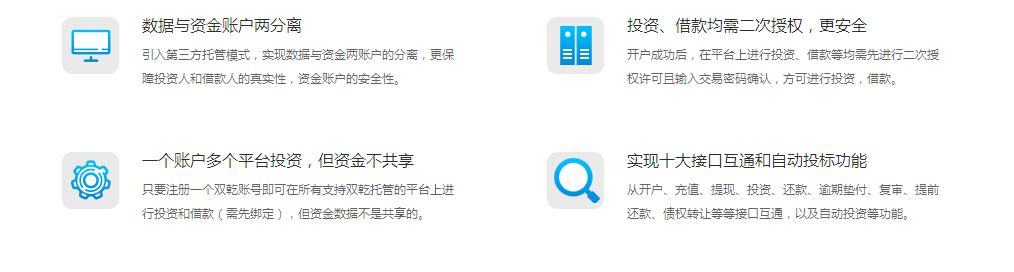 数据与资金账户两分离
引入第三方托管模式，实现数据与资金两账户的分离，更保
障投资人和借款人的真实性，资金账户的安全性。
投资、借款均需二次授权，更安全
开户成功后，在平台上进行投资、借款等均需先进行二次授
权许可且输入交易密码确认，方可进行投资，借款。
一个账户多个平台投资，但资金不共享
只要注册一个双乾账号即可在所有支持双乾托管的平台上进
行投资和借款（需先绑定），但资金数据不是共享的。
实现十大接口互通和自动投标功能
从开户、充值、提现、投资、还款、逾期垫付、复审、提前
还款、债权转让等等接口互通，以及自动投资等功能。